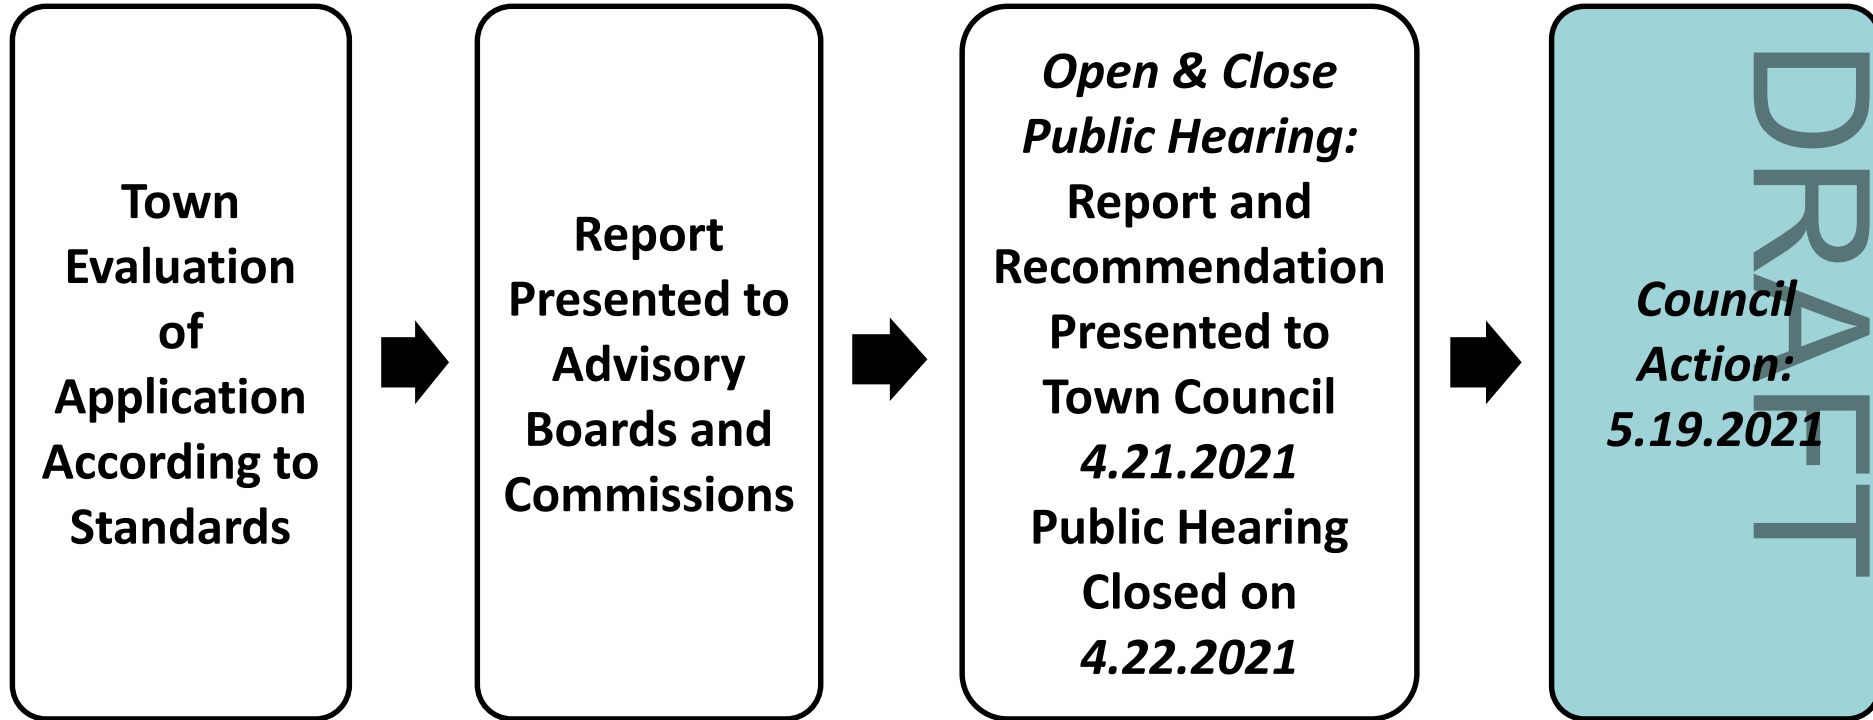 Town
Evaluation
of
Application
According to
Standards
Report
Presented to
Advisory
Boards and
Commissions
Open & Close
Public Hearing:
Report and
Recommendation
Presented to
Town Council
4.21.2021
Public Hearing
Closed on
4.22.2021
Council
Action:
5.19.2021
DRAFT